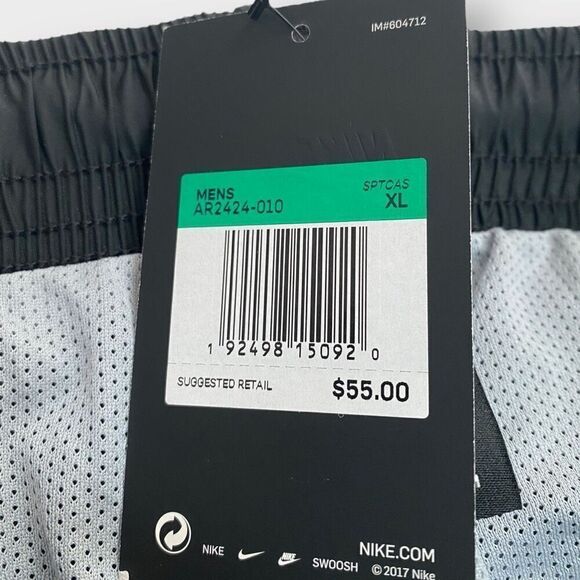 IM#604712
MENS SPTCAS
AR2424-010 XL
1 92498 15092 0
SUGGESTED RETAIL $55.00
NIKE SWOOSH NIKE.COM
© 2017 Nike